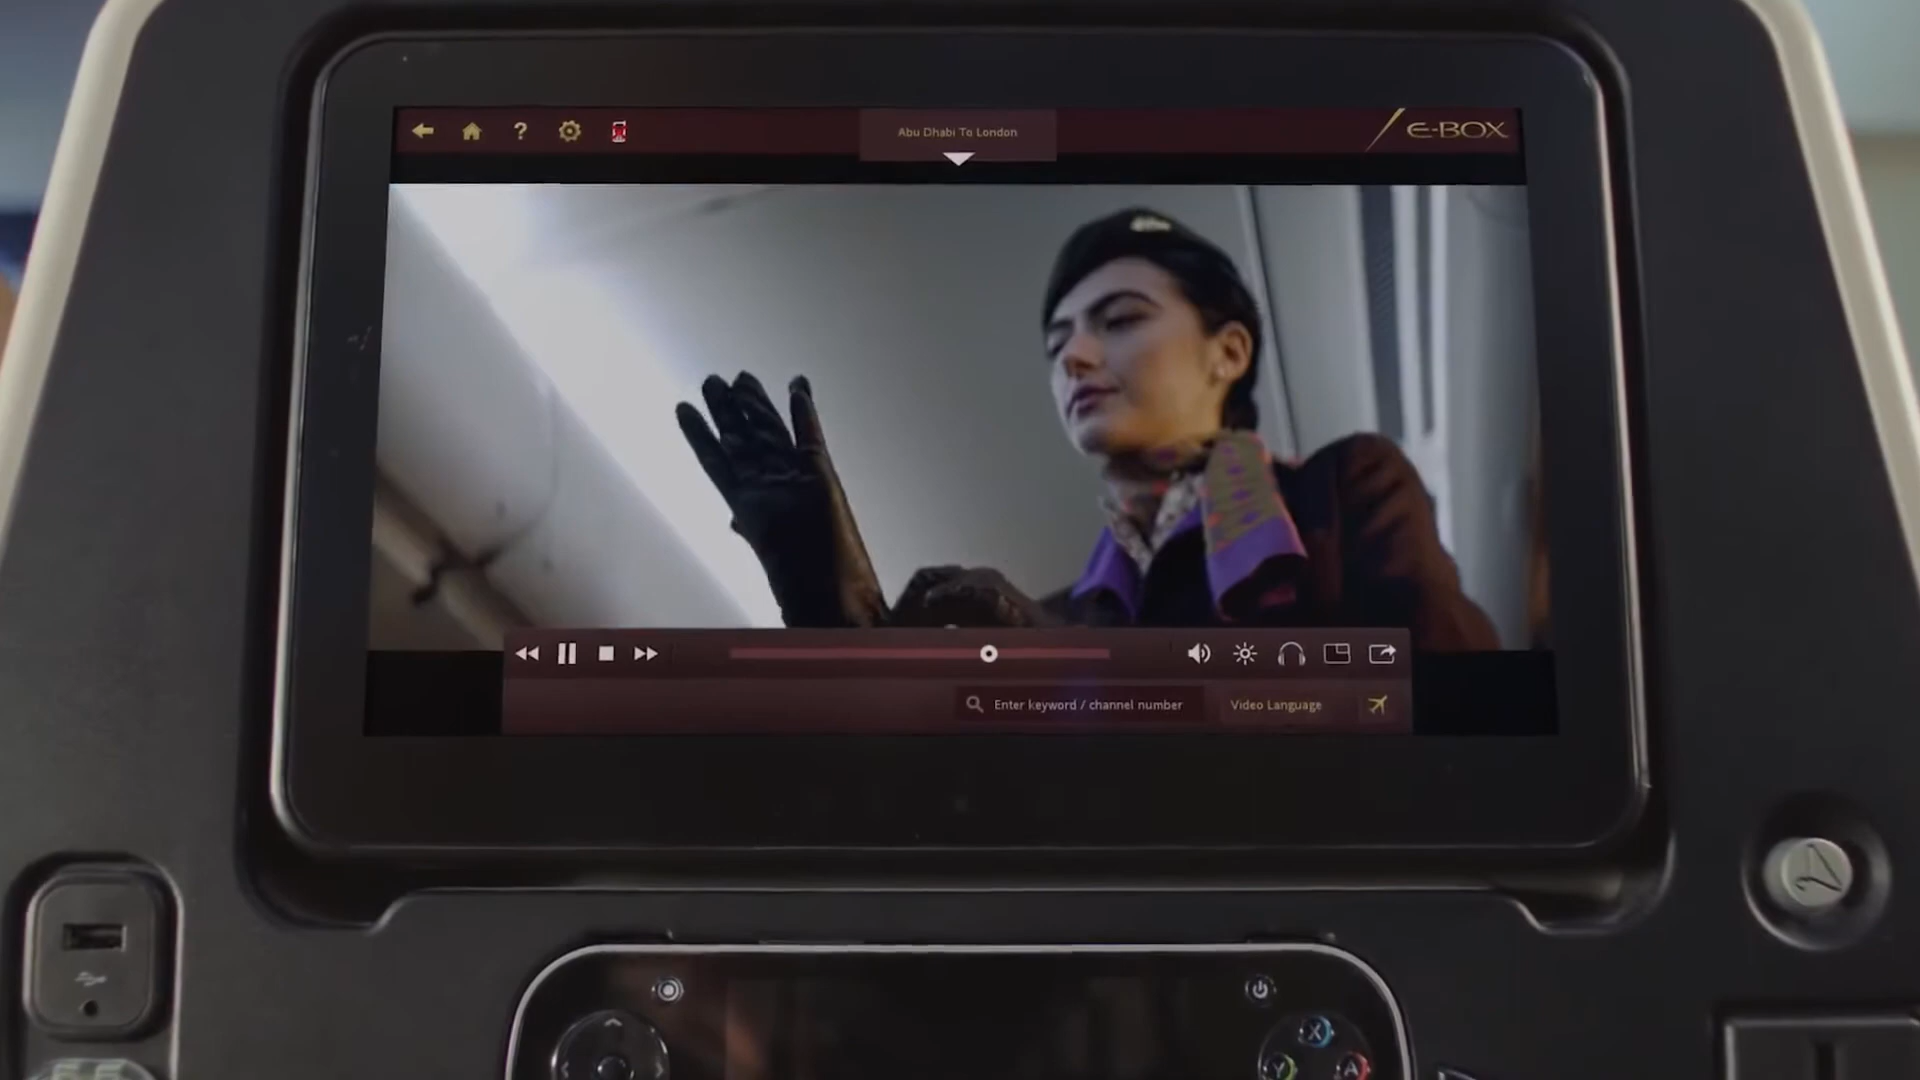 ?
Abu Dhabi To London
E-BOX
Enter keyword / channel number
Video Language
X
Y
A